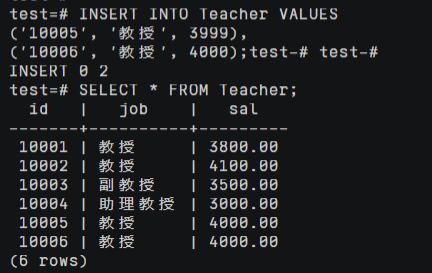 test=# INSERT INTO Teacher VALUES
('10005', '教授', 3999),
('10006', '教授', 4000);test-# test-#
INSERT 0 2
test=# SELECT * FROM Teacher;
id | job | sal
-------+----------+---------
10001 | 教授 | 3800.00
10002 | 教授 | 4100.00
10003 | 副教授 | 3500.00
10004 | 助理教授 | 3000.00
10005 | 教授 | 4000.00
10006 | 教授 | 4000.00
(6 rows)